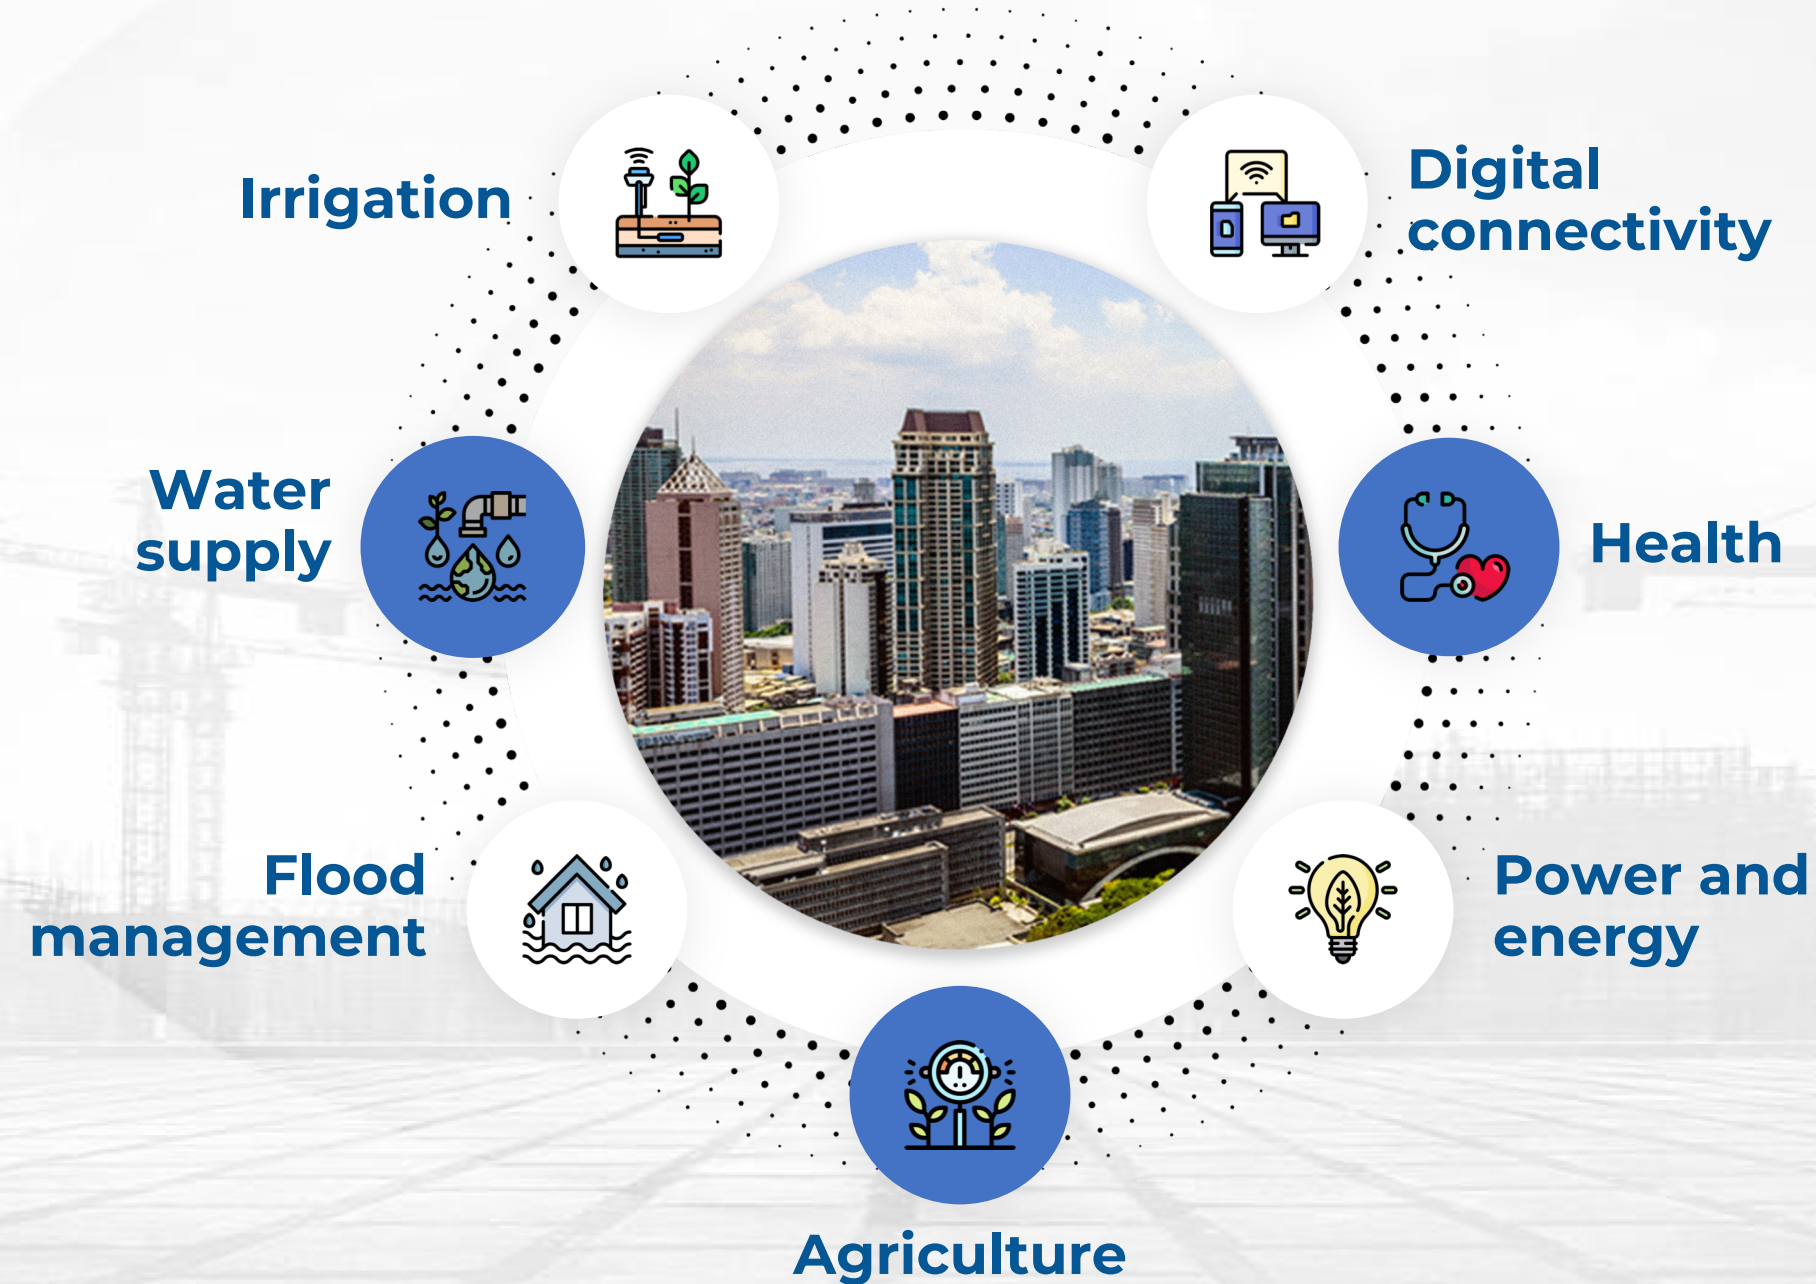 Irrigation
Digital
connectivity
Water
supply
Health
Flood
management
Power and
energy
Agriculture